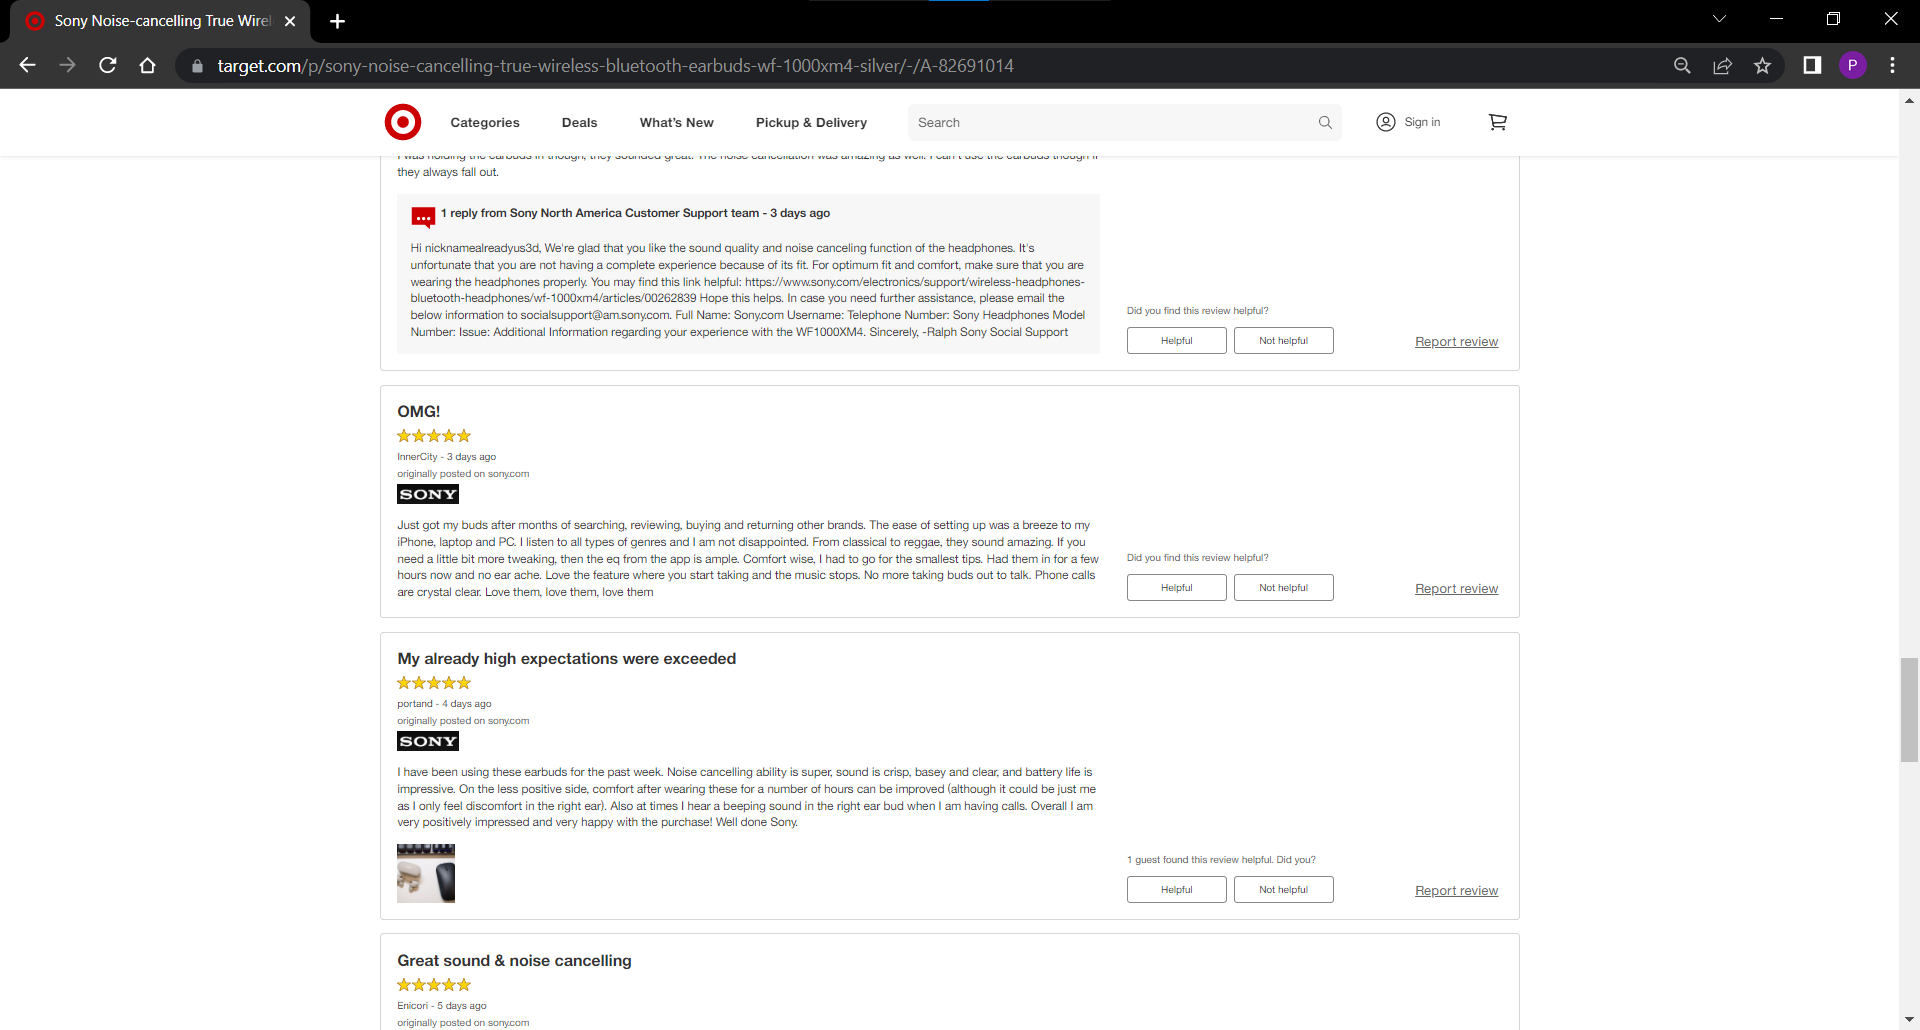 Sony Noise-cancelling True Wirel
target.com/p/sony-noise-cancelling-true-wireless-bluetooth-earbuds-wf-1000xm4-silver/-/A-82691014
P
Categories
Deals
What's New
Pickup & Delivery
Search
Sign in
I was holding the earbuds in though, they sounded great. The noise cancellation was amazing as well. I can't use the earbuds though if
they always fall out.
1 reply from Sony North America Customer Support team - 3 days ago
Hi nicknamealreadyus3d, We're glad that you like the sound quality and noise canceling function of the headphones. It's
unfortunate that you are not having a complete experience because of its fit. For optimum fit and comfort, make sure that you are
wearing the headphones properly. You may find this link helpful: https://www.sony.com/electronics/support/wireless-headphones-
bluetooth-headphones/wf-1000xm4/articles/00262839 Hope this helps. In case you need further assistance, please email the
below information to socialsupport@am.sony.com. Full Name: Sony.com Username: Telephone Number: Sony Headphones Model
Number: Issue: Additional Information regarding your experience with the WF1000XM4. Sincerely, -Ralph Sony Social Support
Did you find this review helpful?
Helpful
Not helpful
Report review
OMG!
InnerCity - 3 days ago
originally posted on sony.com
SONY
Just got my buds after months of searching, reviewing, buying and returning other brands. The ease of setting up was a breeze to my
iPhone, laptop and PC. I listen to all types of genres and I am not disappointed. From classical to reggae, they sound amazing. If you
need a little bit more tweaking, then the eq from the app is ample. Comfort wise, I had to go for the smallest tips. Had them in for a few
hours now and no ear ache. Love the feature where you start taking and the music stops. No more taking buds out to talk. Phone calls
are crystal clear. Love them, love them, love them
Did you find this review helpful?
Helpful
Not helpful
Report review
My already high expectations were exceeded
portand - 4 days ago
originally posted on sony.com
SONY
I have been using these earbuds for the past week. Noise cancelling ability is super, sound is crisp, basey and clear, and battery life is
impressive. On the less positive side, comfort after wearing these for a number of hours can be improved (although it could be just me
as I only feel discomfort in the right ear). Also at times I hear a beeping sound in the right ear bud when I am having calls. Overall I am
very positively impressed and very happy with the purchase! Well done Sony.
1 guest found this review helpful. Did you?
Helpful
Not helpful
Report review
Great sound & noise cancelling
Enicori - 5 days ago
originally posted on sony.com